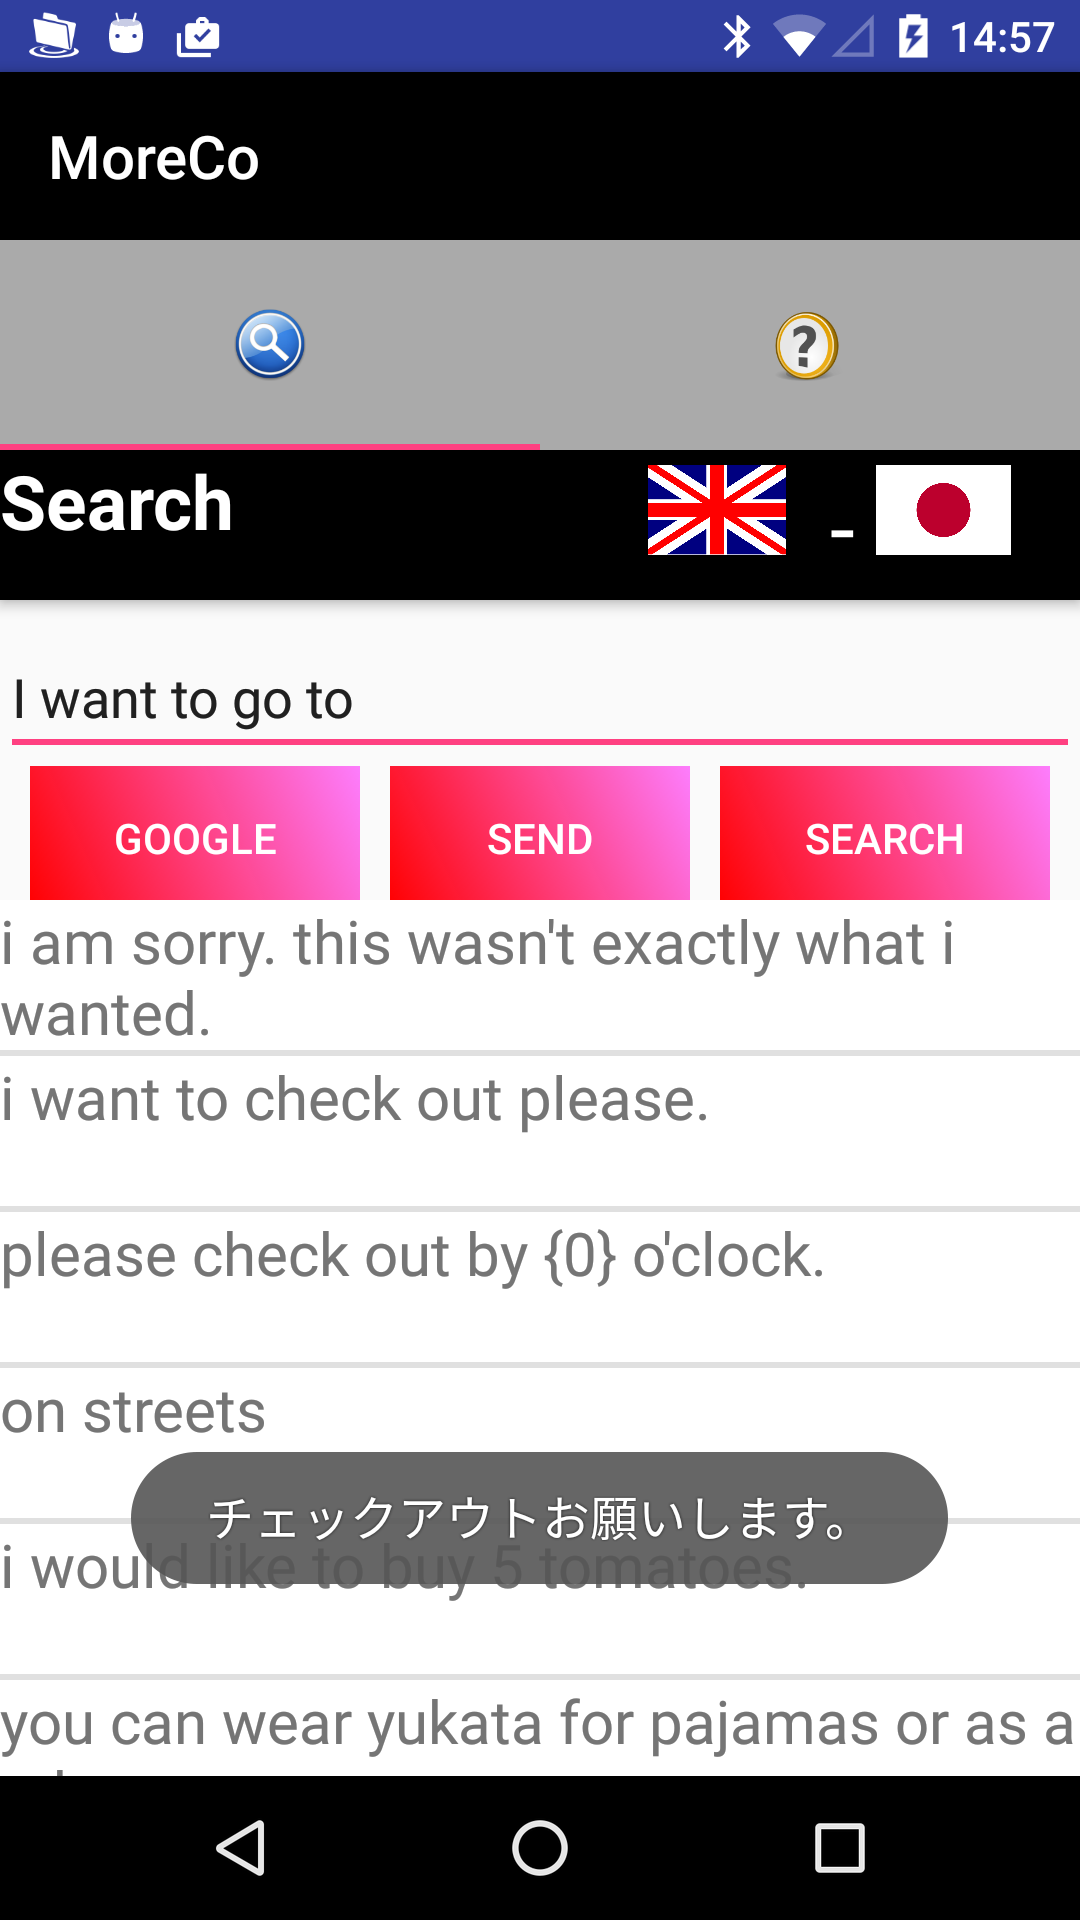 14:57
MoreCo
?
Search
-
I want to go to
GOOGLE
SEND
SEARCH
i am sorry. this wasn't exactly what i
wanted.
i want to check out please.
please check out by {0} o'clock.
on streets
チェックアウトお願いします。
i would like to buy 5 tomatoes.
you can wear yukata for pajamas or as a